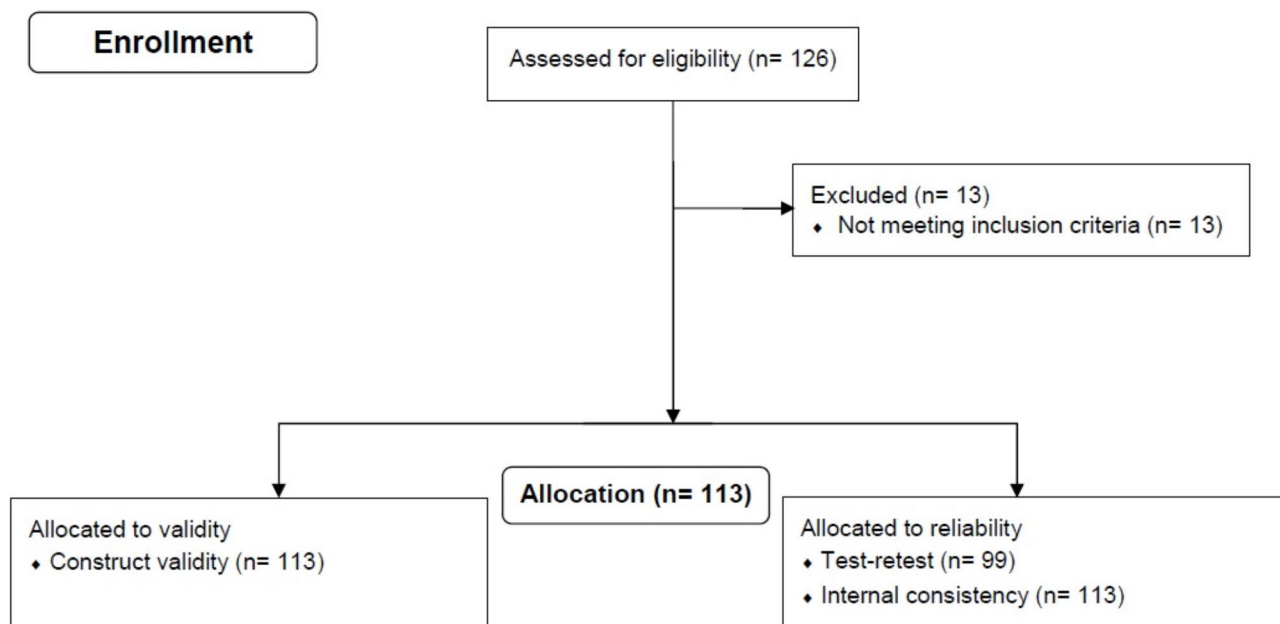 Enrollment
Assessed for eligibility (n= 126)
Excluded (n= 13)
⬧ Not meeting inclusion criteria (n= 13)
Allocation (n= 113)
Allocated to validity
⬧ Construct validity (n= 113)
Allocated to reliability
⬧ Test-retest (n= 99)
⬧ Internal consistency (n= 113)